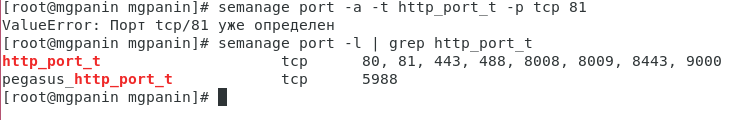 [root@mgpanin mgpanin]# semanage port -a -t http_port_t -p tcp 81
ValueError: Порт tcp/81 уже определен
[root@mgpanin mgpanin]# semanage port -l | grep http_port_t
http_port_t                    tcp      80, 81, 443, 488, 8008, 8009, 8443, 9000
pegasus_http_port_t            tcp      5988
[root@mgpanin mgpanin]#